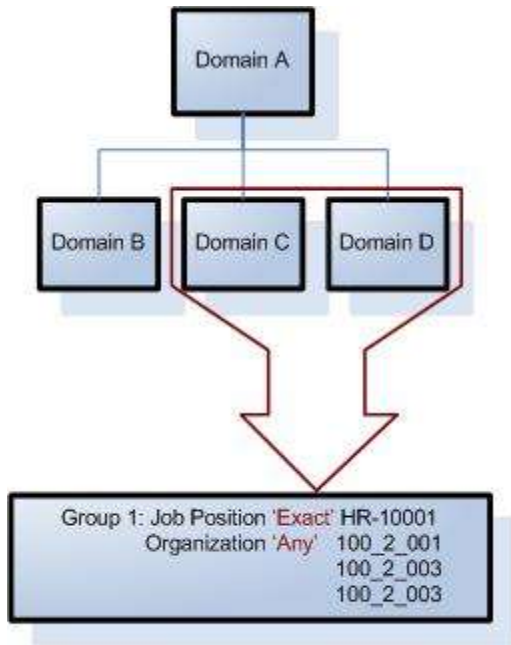 Domain A
Domain B
Domain C
Domain D
Group 1: Job Position 'Exact' HR-10001
Organization 'Any' 100_2_001
100_2_003
100_2_003